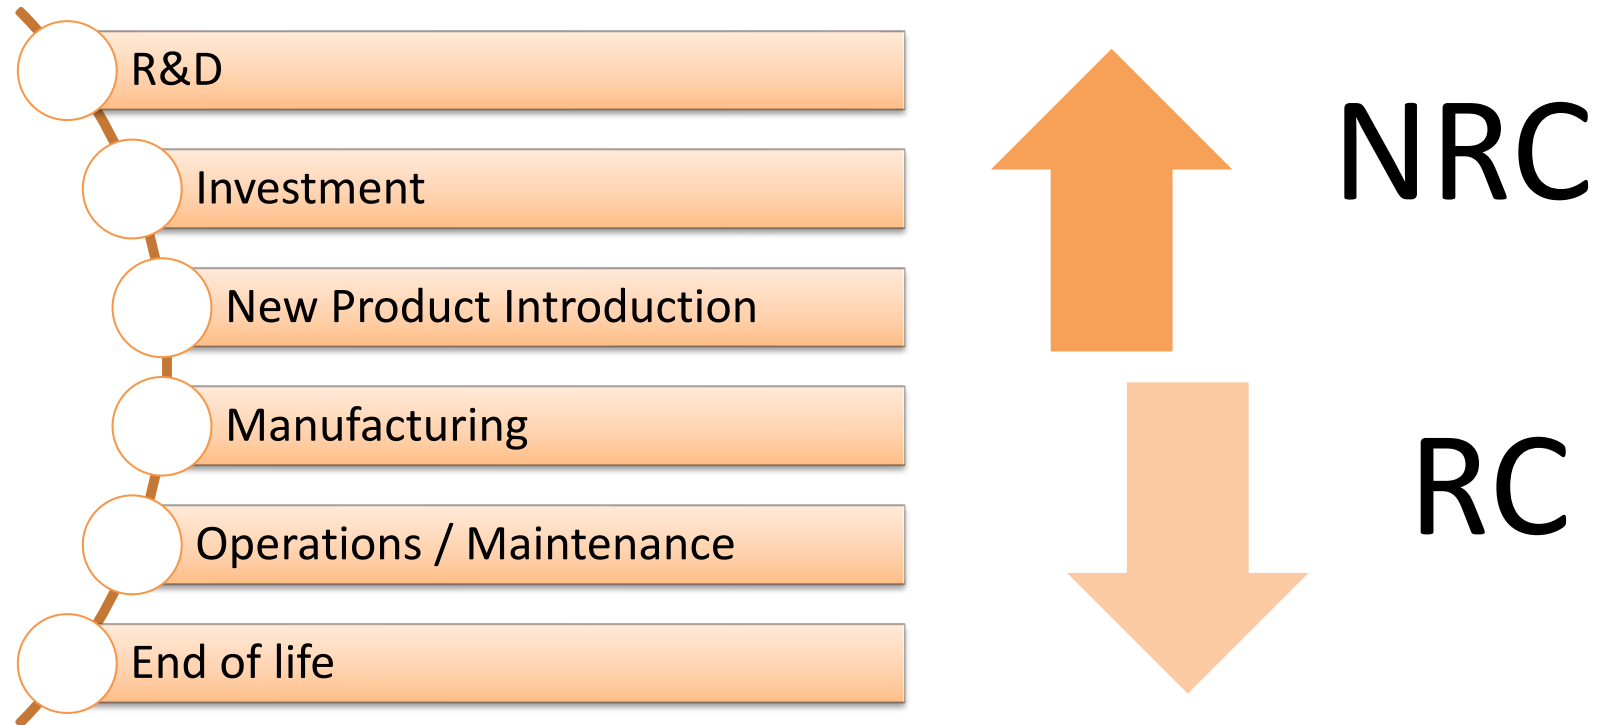 R&D
Investment
New Product Introduction
Manufacturing
Operations / Maintenance
End of life
NRC
RC